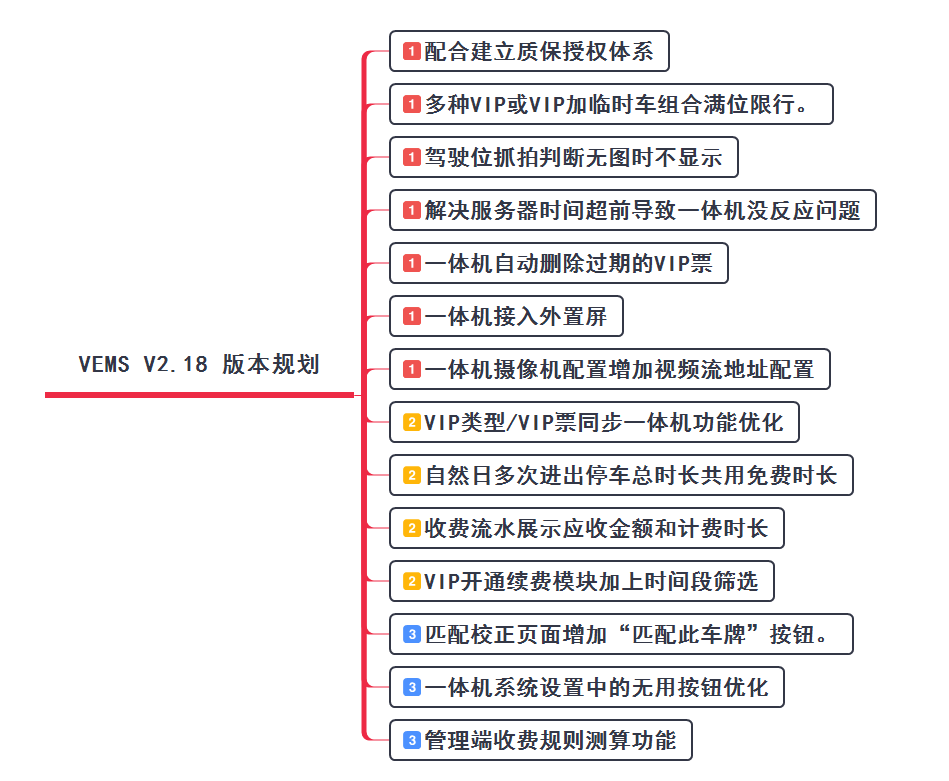 VEMS V2.18 版本规划
1 配合建立质保授权体系
1 多种VIP或VIP加临时车组合满位限行。
1 驾驶位抓拍判断无图时不显示
1 解决服务器时间超前导致一体机没反应问题
1 一体机自动删除过期的VIP票
1 一体机接入外置屏
1 一体机摄像机配置增加视频流地址配置
2 VIP类型/VIP票同步一体机功能优化
2 自然日多次进出停车总时长共用免费时长
2 收费流水展示应收金额和计费时长
2 VIP开通续费模块加上时间段筛选
3 匹配校正页面增加“匹配此车牌”按钮。
3 一体机系统设置中的无用按钮优化
3 管理端收费规则测算功能